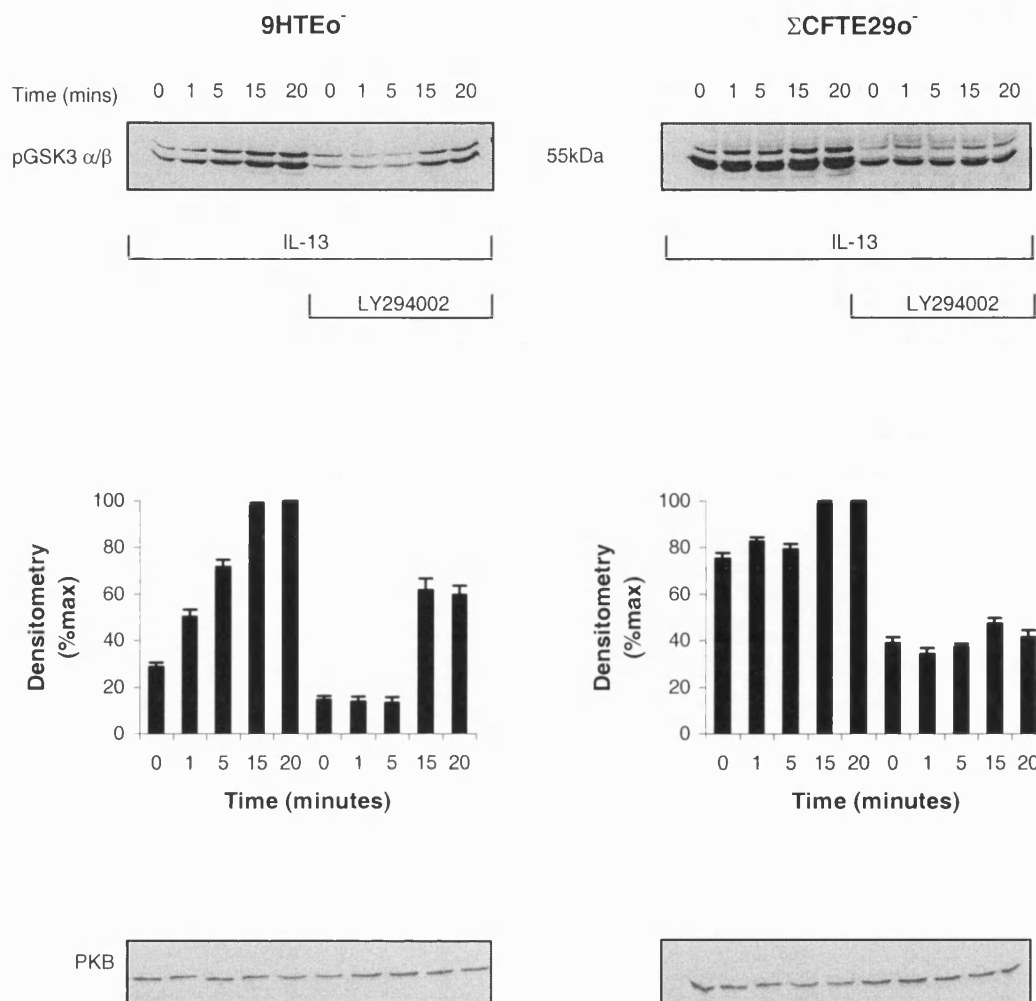 9HTEo⁻
ΣCFTE29o⁻
Time (mins) 0 1 5 15 20 0 1 5 15 20
0 1 5 15 20 0 1 5 15 20
pGSK3 α/β
55kDa
IL-13
IL-13
LY294002
LY294002
Densitometry
(%max)
100
80
60
40
20
0
0 1 5 15 20 0 1 5 15 20
Time (minutes)
Densitometry
(%max)
100
80
60
40
20
0
0 1 5 15 20 0 1 5 15 20
Time (minutes)
PKB